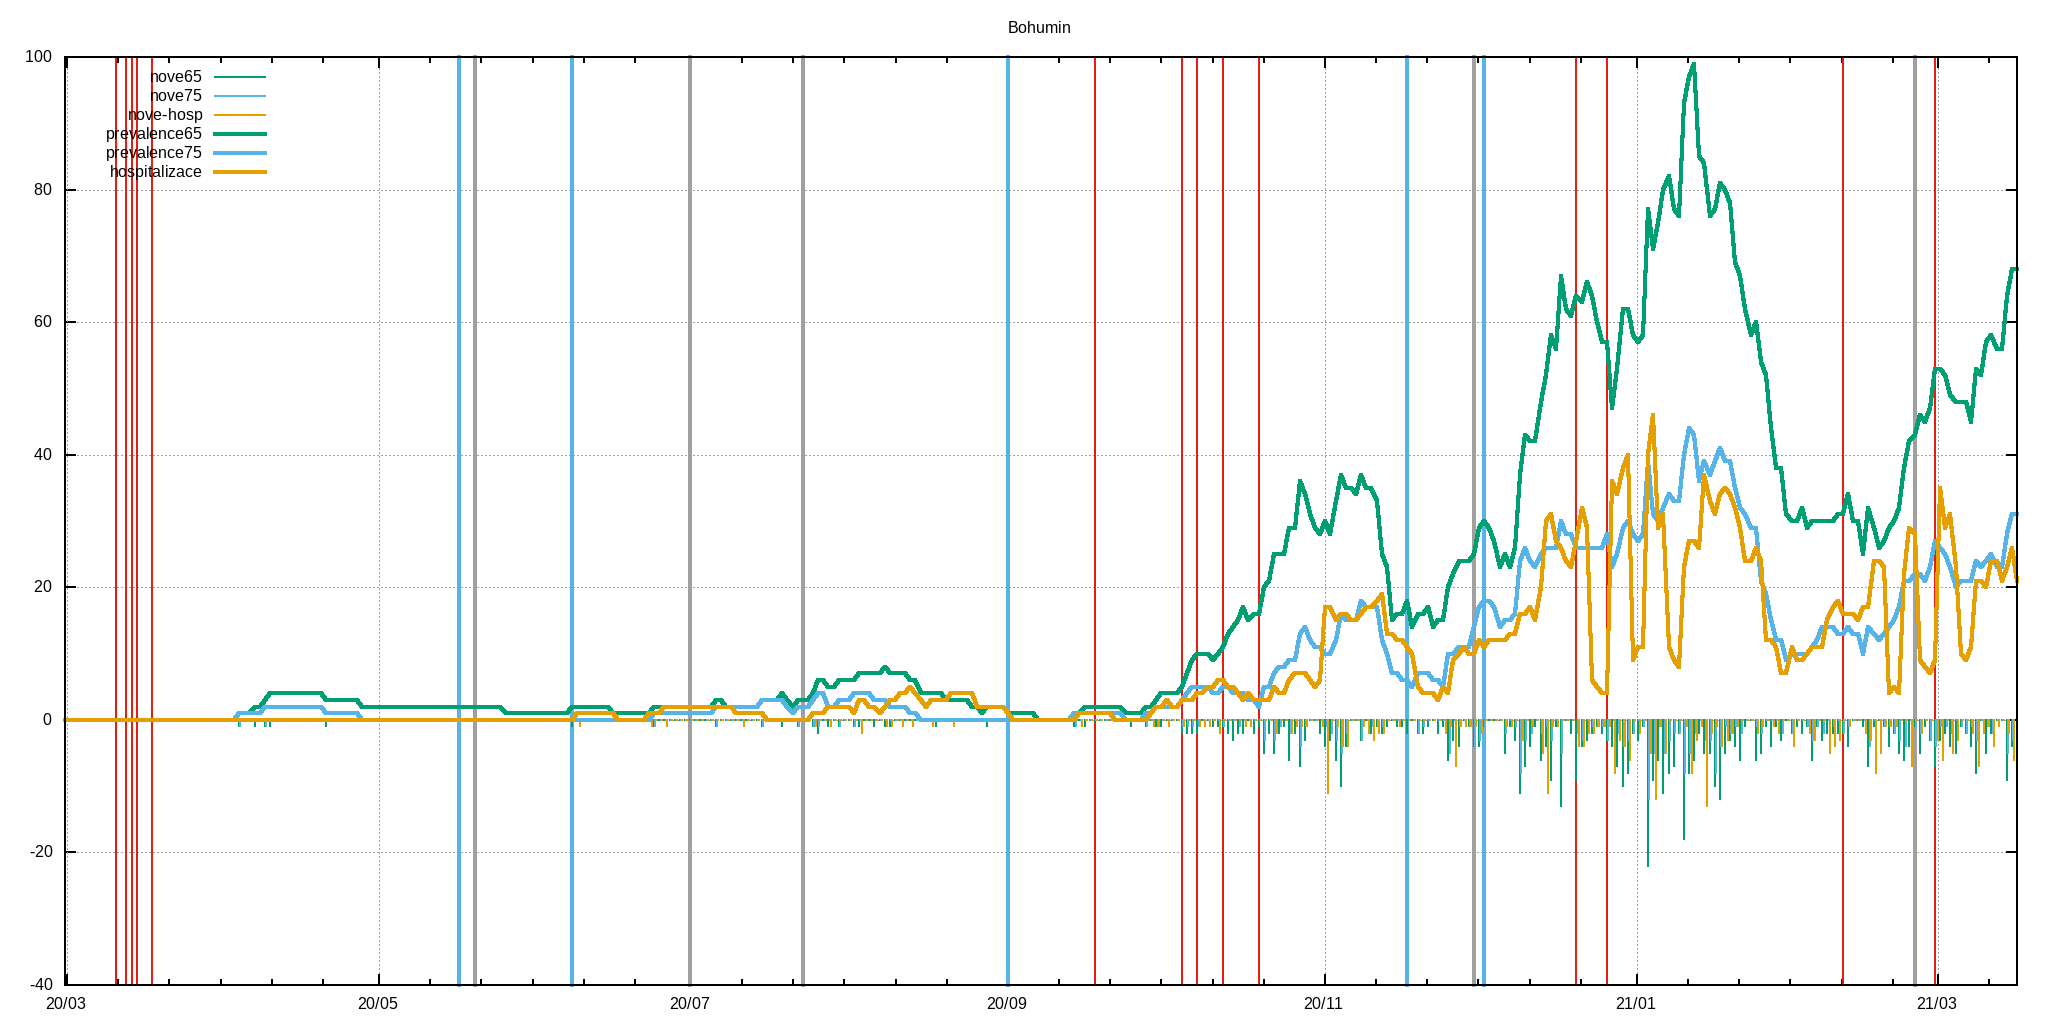 Bohumin
100
nove65
nove75
nove-hosp
prevalence65
prevalence75
hospitalizace
80
60
40
20
0
-20
-40
20/03 20/05 20/07 20/09 20/11 21/01 21/03